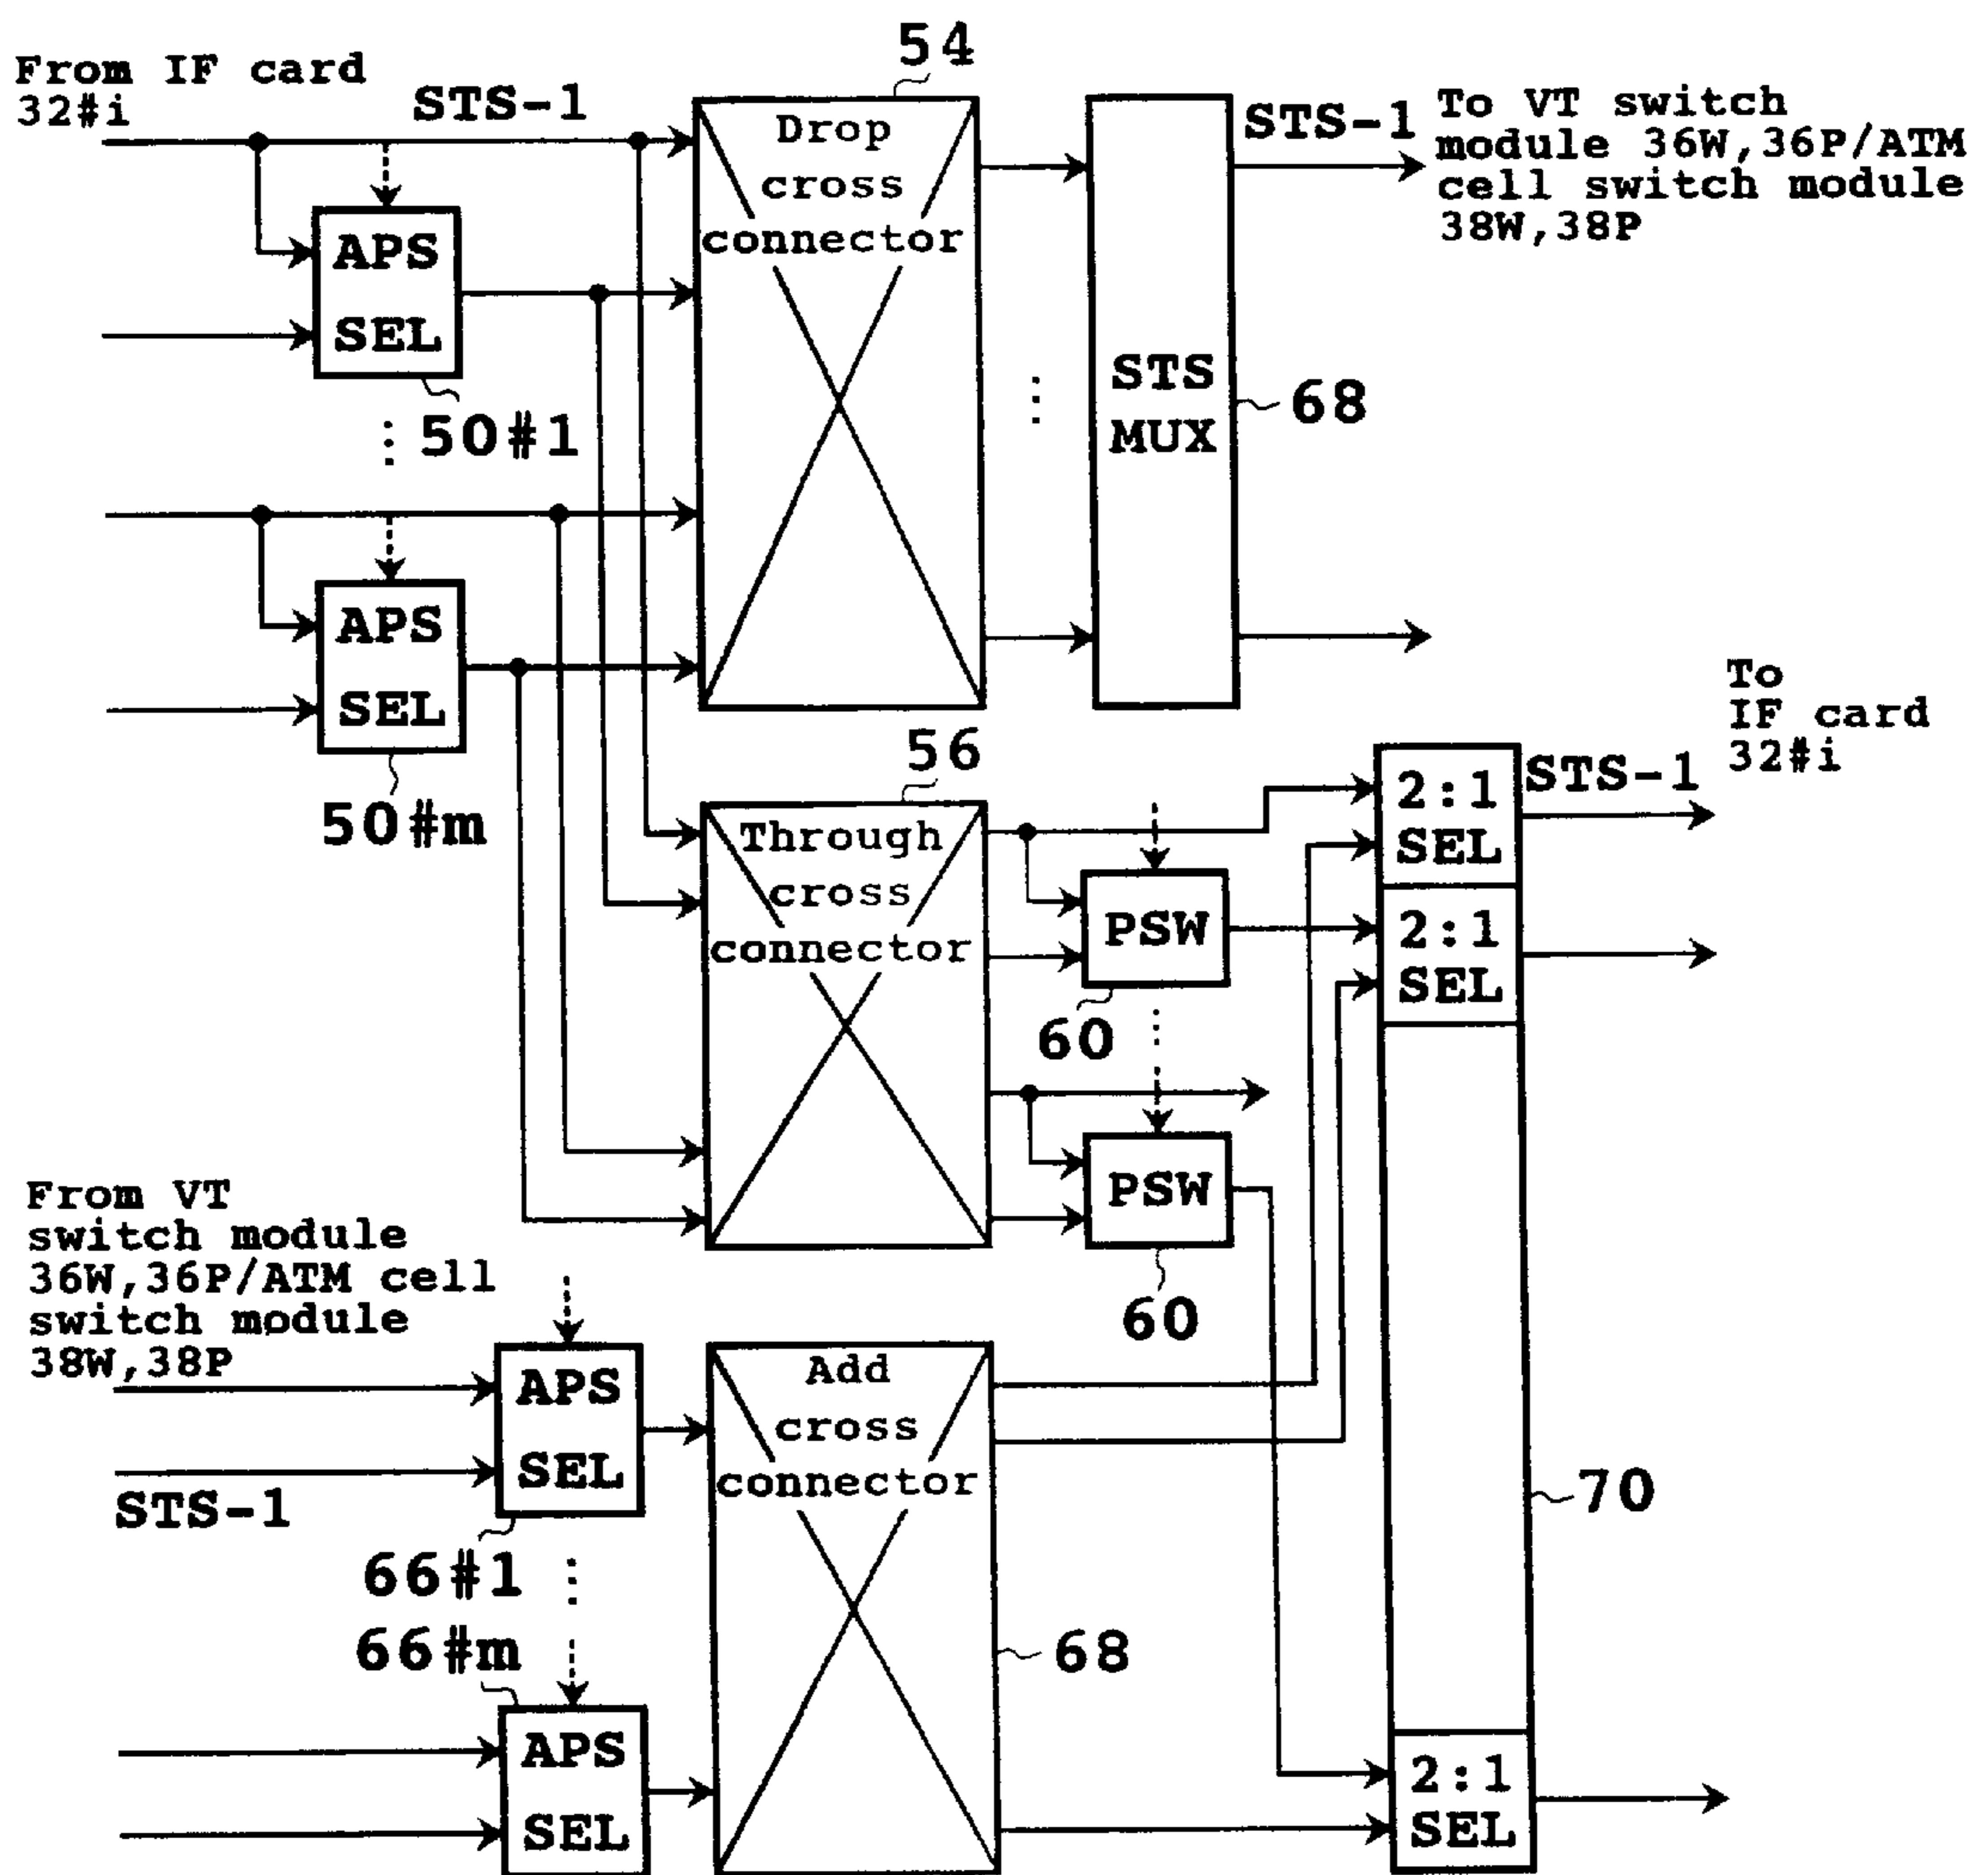 54
From IF card
32#i
STS-1
Drop
cross
connector
STS-1
To VT switch
module 36W,36P/ATM
cell switch module
38W,38P
APS
SEL
50#1
STS
MUX
68
APS
SEL
50#m
To
IF card
32#i
56
Through
cross
connector
2:1
SEL
STS-1
PSW
60
2:1
SEL
PSW
60
From VT
switch module
36W,36P/ATM cell
switch module
38W,38P
APS
SEL
STS-1
66#1
Add
cross
connector
70
66#m
68
APS
SEL
2:1
SEL